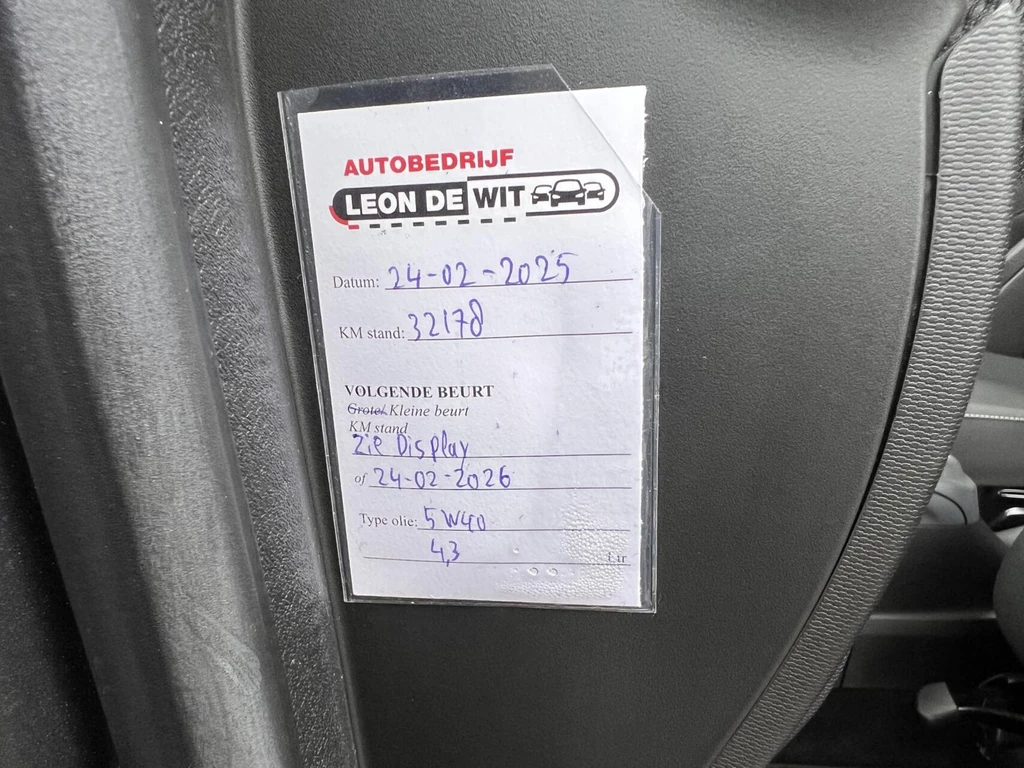 AUTOBEDRIJF
LEON DE WIT
Datum: 24-02-2025
KM stand: 32178
VOLGENDE BEURT
Grote/ Kleine beurt
KM stand
Zie Display
of 24-02-2026
Type olie: 5W40
4,3 Ltr